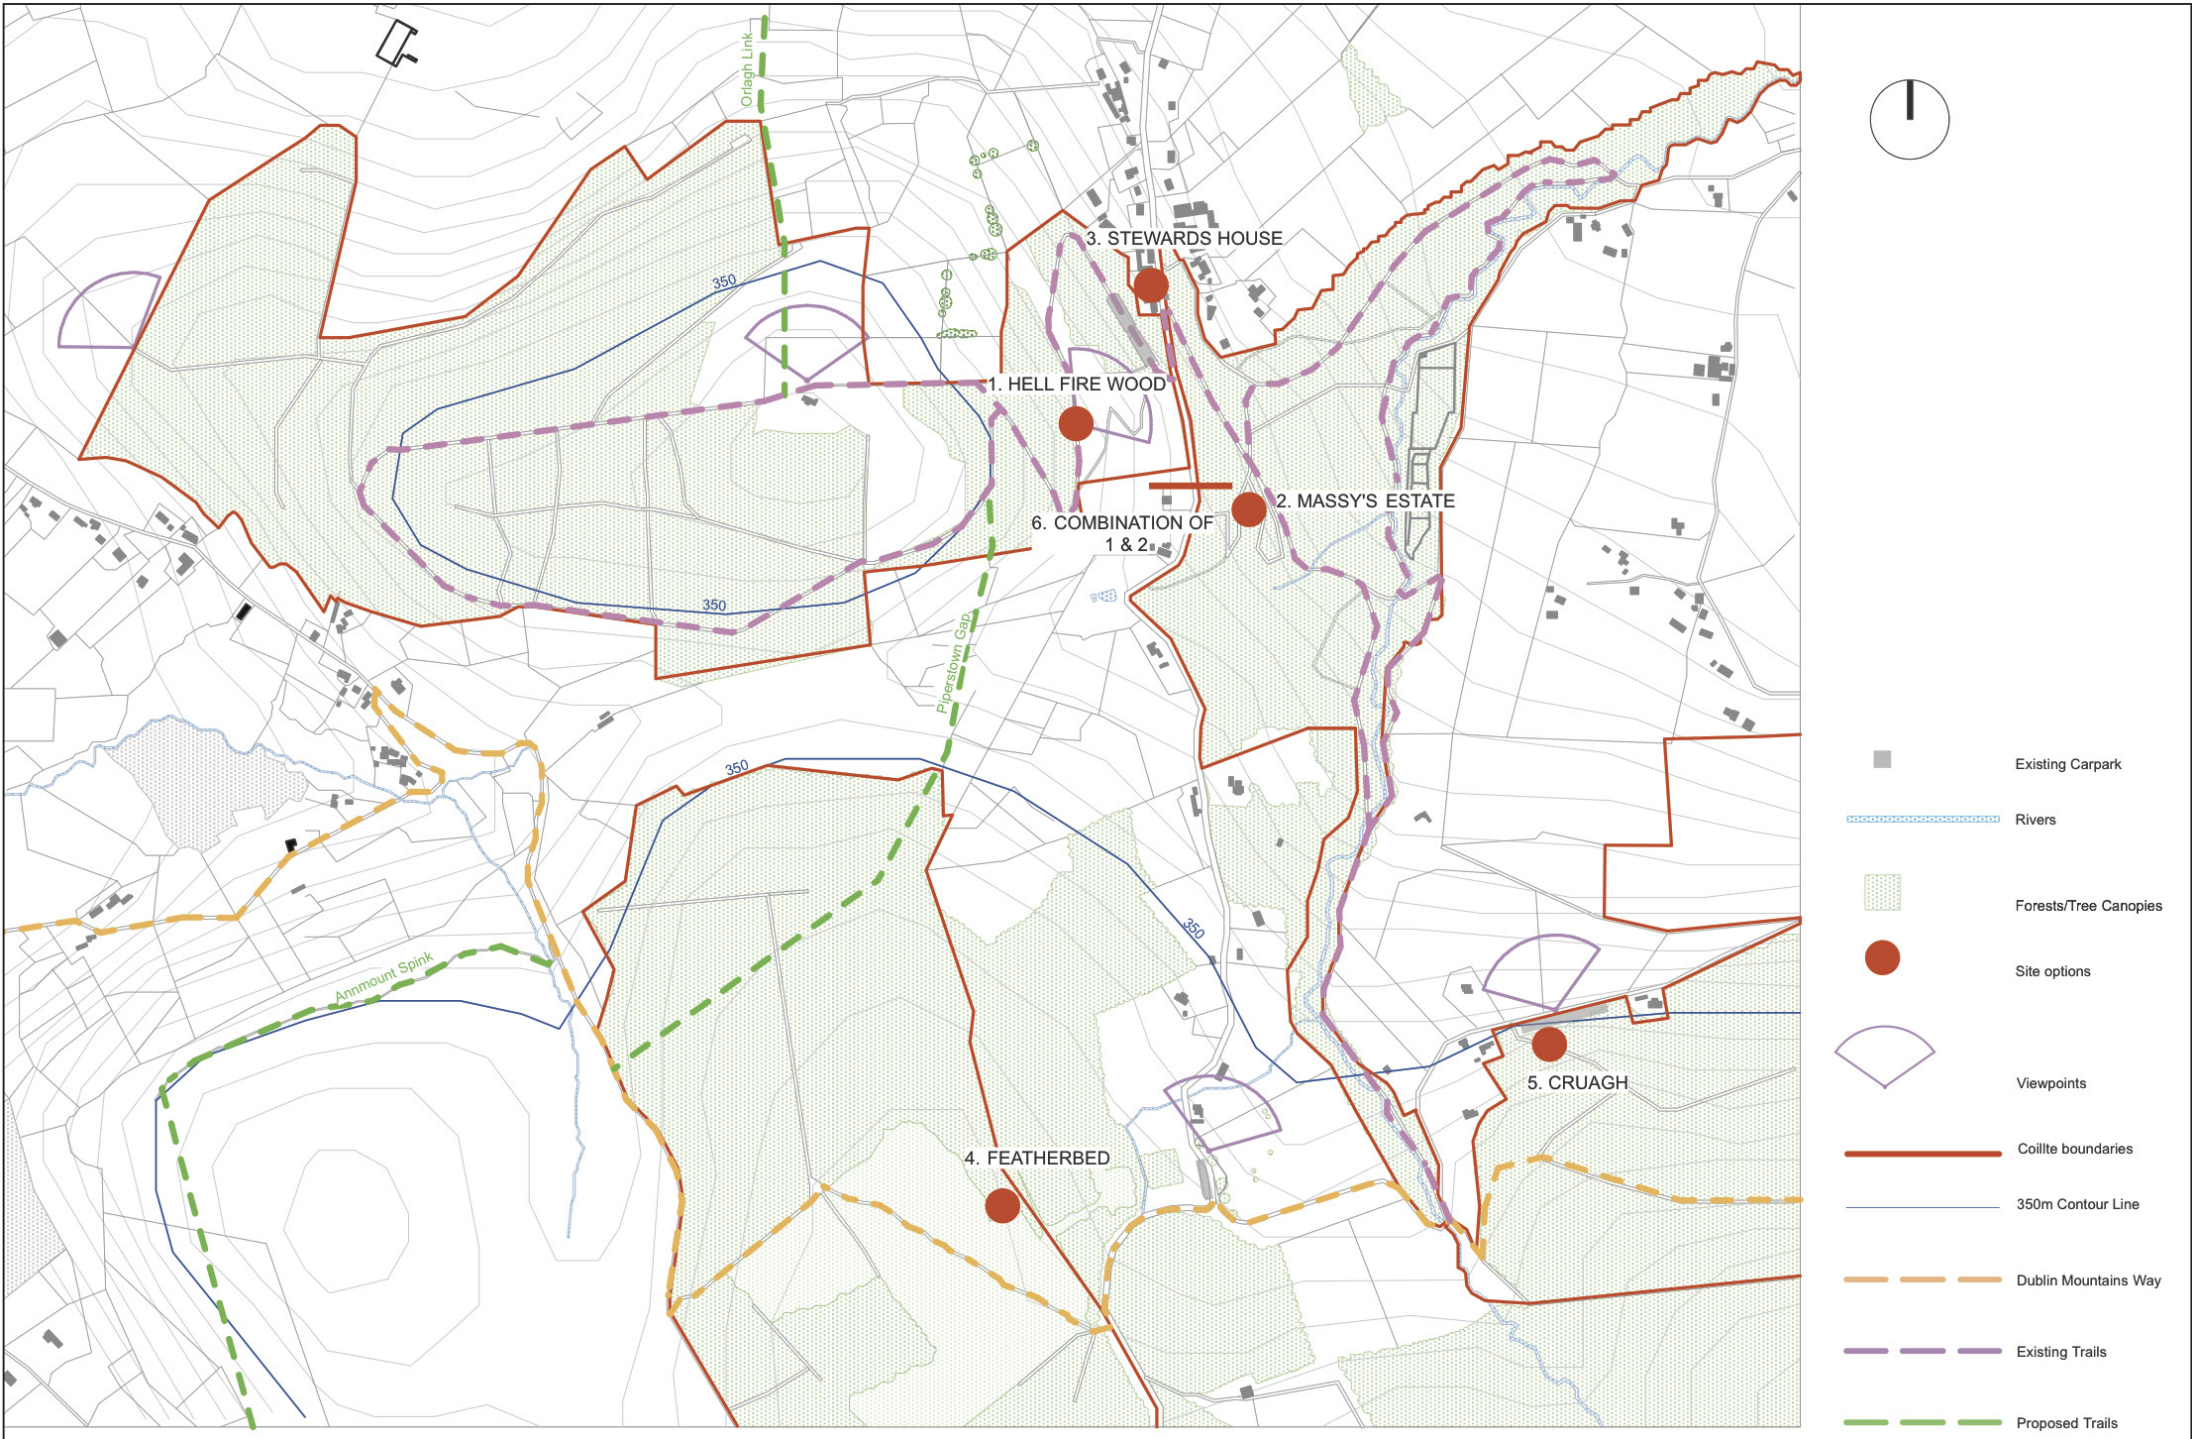 Orlagh Link
3. STEWARDS HOUSE
350
1. HELL FIRE WOOD
2. MASSY'S ESTATE
6. COMBINATION OF
1 & 2
350
Piperstown Gap
350
350
Annmount Spink
5. CRUAGH
4. FEATHERBED
Existing Carpark
Rivers
Forests/Tree Canopies
Site options
Viewpoints
Coillte boundaries
350m Contour Line
Dublin Mountains Way
Existing Trails
Proposed Trails